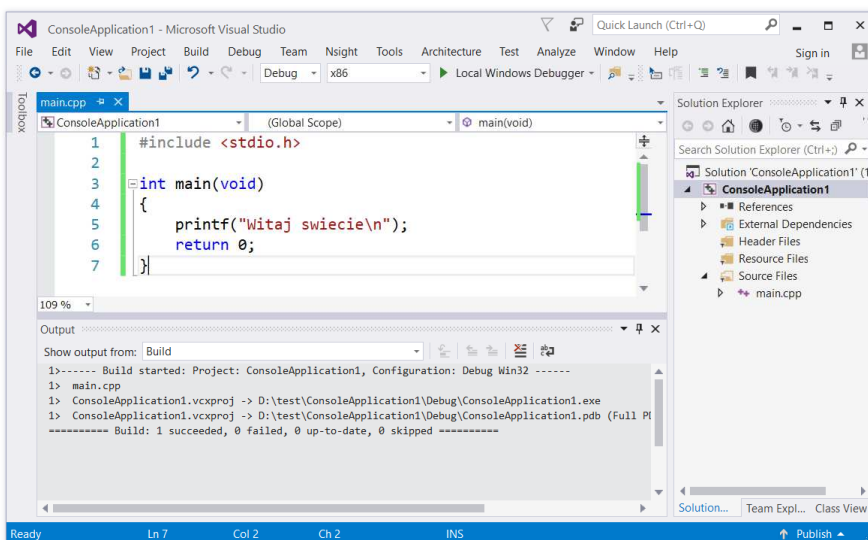 ConsoleApplication1 - Microsoft Visual Studio
Quick Launch (Ctrl+Q)
File Edit View Project Build Debug Team Nsight Tools Architecture Test Analyze Window Help
Sign in
Debug x86 Local Windows Debugger
Toolbox
main.cpp
ConsoleApplication1 (Global Scope) main(void)
1 #include <stdio.h>
2
3 int main(void)
4 {
5 printf("Witaj swiecie\n");
6 return 0;
7 }
109 %
Output
Show output from: Build
1>------ Build started: Project: ConsoleApplication1, Configuration: Debug Win32 ------
1> main.cpp
1> ConsoleApplication1.vcxproj -> D:\test\ConsoleApplication1\Debug\ConsoleApplication1.exe
1> ConsoleApplication1.vcxproj -> D:\test\ConsoleApplication1\Debug\ConsoleApplication1.pdb (Full
========== Build: 1 succeeded, 0 failed, 0 up-to-date, 0 skipped ==========
Solution Explorer
Search Solution Explorer (Ctrl+;)
Solution 'ConsoleApplication1' (1
ConsoleApplication1
References
External Dependencies
Header Files
Resource Files
Source Files
main.cpp
Solution... Team Expl... Class View
Ready Ln 7 Col 2 Ch 2 INS Publish